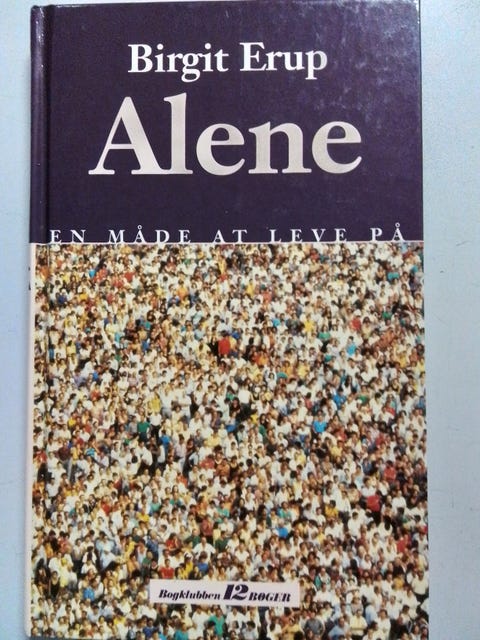 Birgit Erup
Alene
EN MÅDE AT LEVE PÅ
Bogklubben 12 BØGER